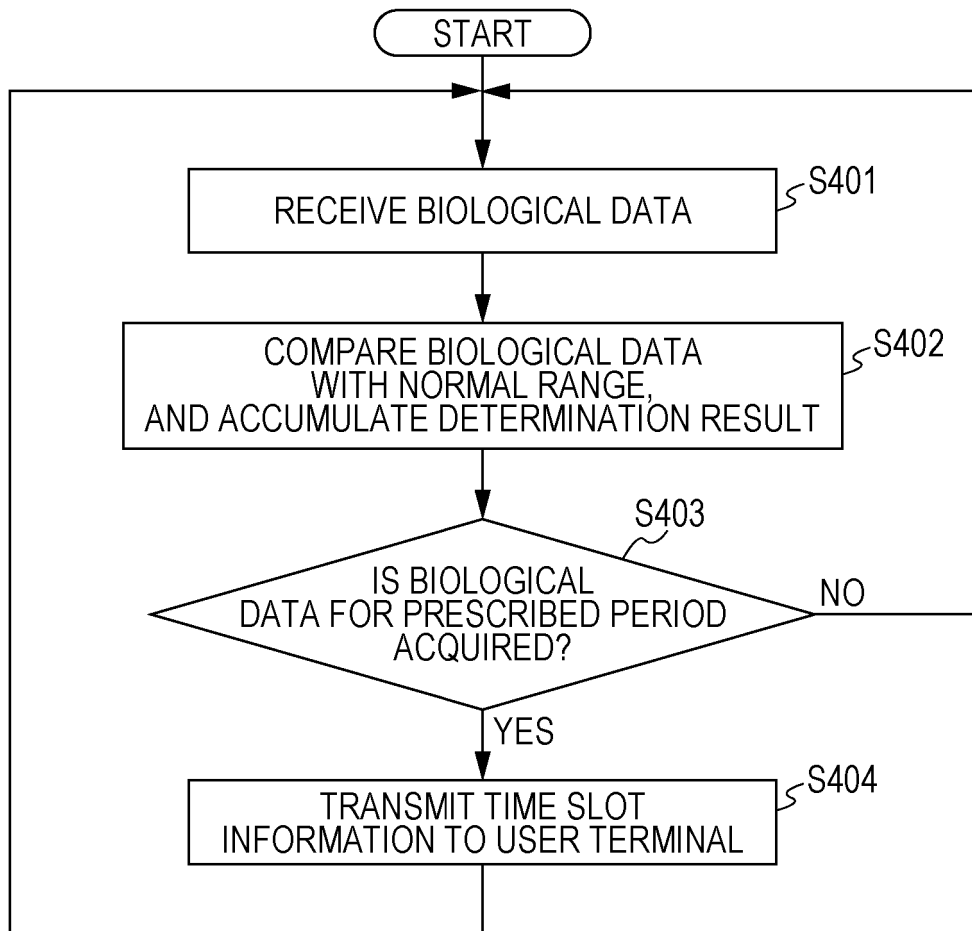 START
S401
RECEIVE BIOLOGICAL DATA
S402
COMPARE BIOLOGICAL DATA
WITH NORMAL RANGE,
AND ACCUMULATE DETERMINATION RESULT
S403
IS BIOLOGICAL
DATA FOR PRESCRIBED PERIOD
ACQUIRED?
NO
YES
S404
TRANSMIT TIME SLOT
INFORMATION TO USER TERMINAL